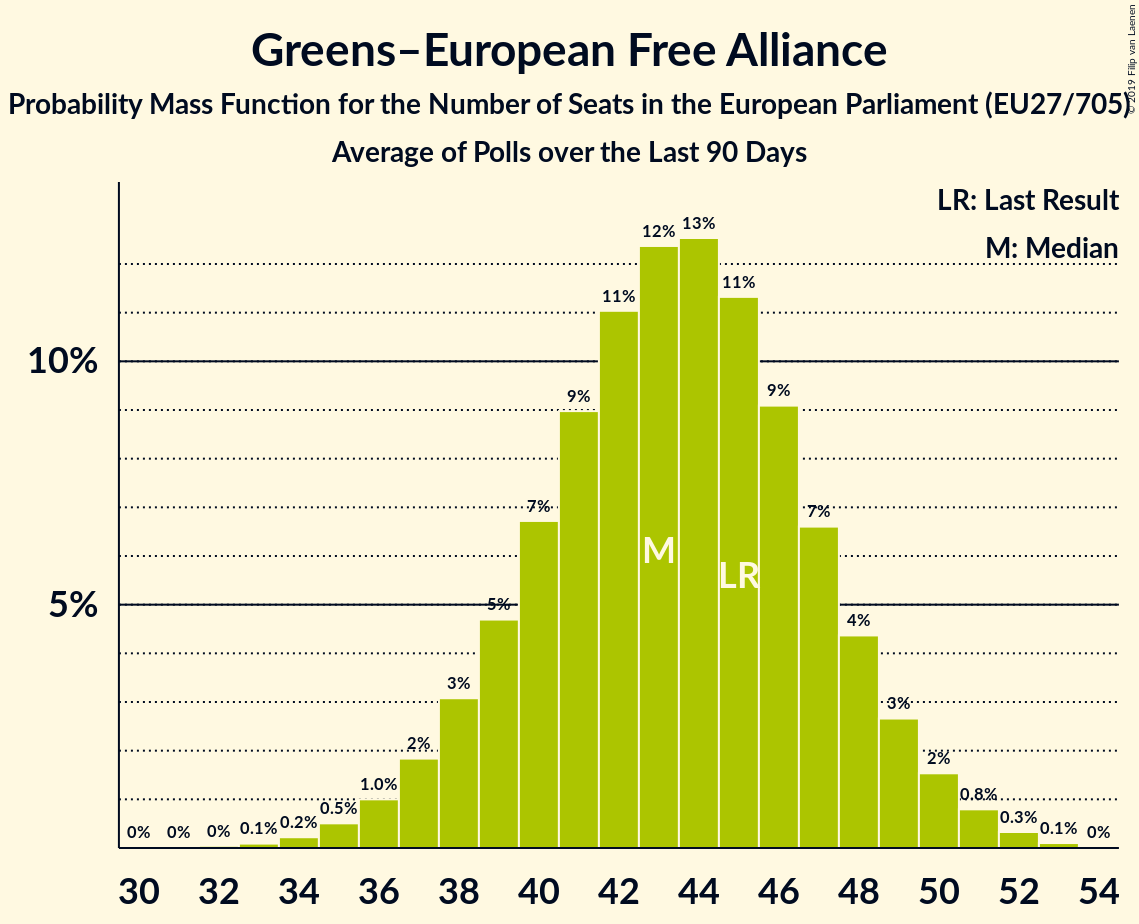 Greens–European Free Alliance
Probability Mass Function for the Number of Seats in the European Parliament (EU27/705)
Average of Polls over the Last 90 Days
© 2019 Filip van Laenen
LR: Last Result
M: Median
10%
5%
0% 0% 0% 0.1% 0.2% 0.5% 1.0% 2% 3% 5% 7% 9% 11% 12% 13% 11% 9% 7% 4% 3% 2% 0.8% 0.3% 0.1% 0%
M
LR
30 32 34 36 38 40 42 44 46 48 50 52 54